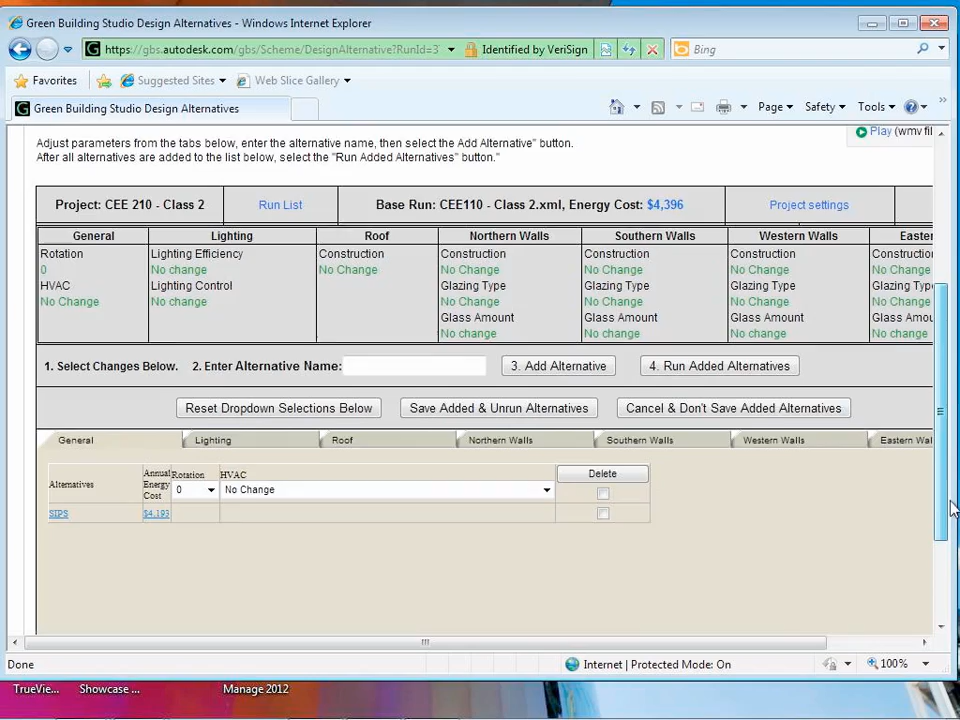 Green Building Studio Design Alternatives - Windows Internet Explorer
https://gbs.autodesk.com/gbs/Scheme/DesignAlternative?RunId=3
Identified by VeriSign
Bing
Favorites
Suggested Sites
Web Slice Gallery
Green Building Studio Design Alternatives
Page
Safety
Tools
Adjust parameters from the tabs below, enter the alternative name, then select the Add Alternative" button.
After all alternatives are added to the list below, select the "Run Added Alternatives" button."
Play (wmv fil
Project: CEE 210 - Class 2
Run List
Base Run: CEE110 - Class 2.xml, Energy Cost: $4,396
Project settings
General
Lighting
Roof
Northern Walls
Southern Walls
Western Walls
Easter
Rotation
Lighting Efficiency
Construction
Construction
Construction
Construction
Constructio
0
No change
No Change
No Change
No Change
No Change
No Change
HVAC
Lighting Control
Glazing Type
Glazing Type
Glazing Type
Glazing Typ
No Change
No change
No Change
No Change
No Change
No Change
Glass Amount
Glass Amount
Glass Amount
Glass Amou
No change
No change
No change
No change
1. Select Changes Below.
2. Enter Alternative Name:
3. Add Alternative
4. Run Added Alternatives
Reset Dropdown Selections Below
Save Added & Unrun Alternatives
Cancel & Don't Save Added Alternatives
General
Lighting
Roof
Northern Walls
Southern Walls
Western Walls
Eastern Wal
Alternatives
Annual
Energy
Cost
Rotation
HVAC
Delete
0
No Change
SIPS
$4,193
Done
Internet | Protected Mode: On
100%
TrueVie...
Showcase ...
Manage 2012